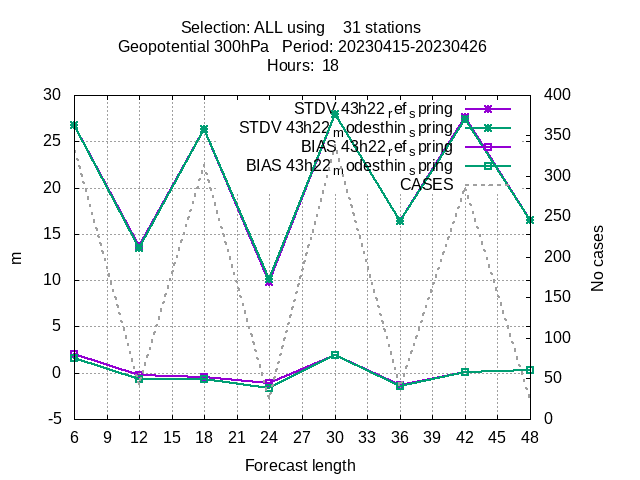 Selection: ALL using    31 stations
Geopotential 300hPa   Period: 20230415-20230426
Hours:  18
30
25
20
15
10
5
0
-5
m
STDV 43h22_ref_spring
STDV 43h22_modesthin_spring
BIAS 43h22_ref_spring
BIAS 43h22_modesthin_spring
CASES
400
350
300
250
200
150
100
50
0
No cases
6 9 12 15 18 21 24 27 30 33 36 39 42 45 48
Forecast length